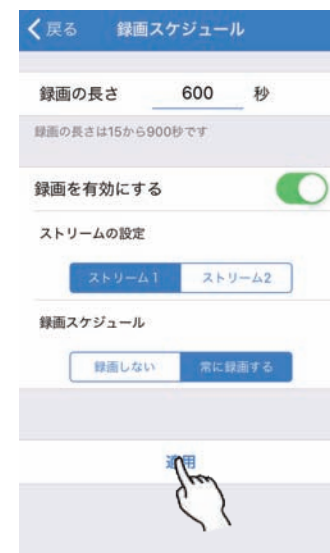 戻る 録画スケジュール
録画の長さ 600 秒
録画の長さは15から900秒です
録画を有効にする
ストリームの設定
ストリーム1 ストリーム2
録画スケジュール
録画しない 常に録画する
適用